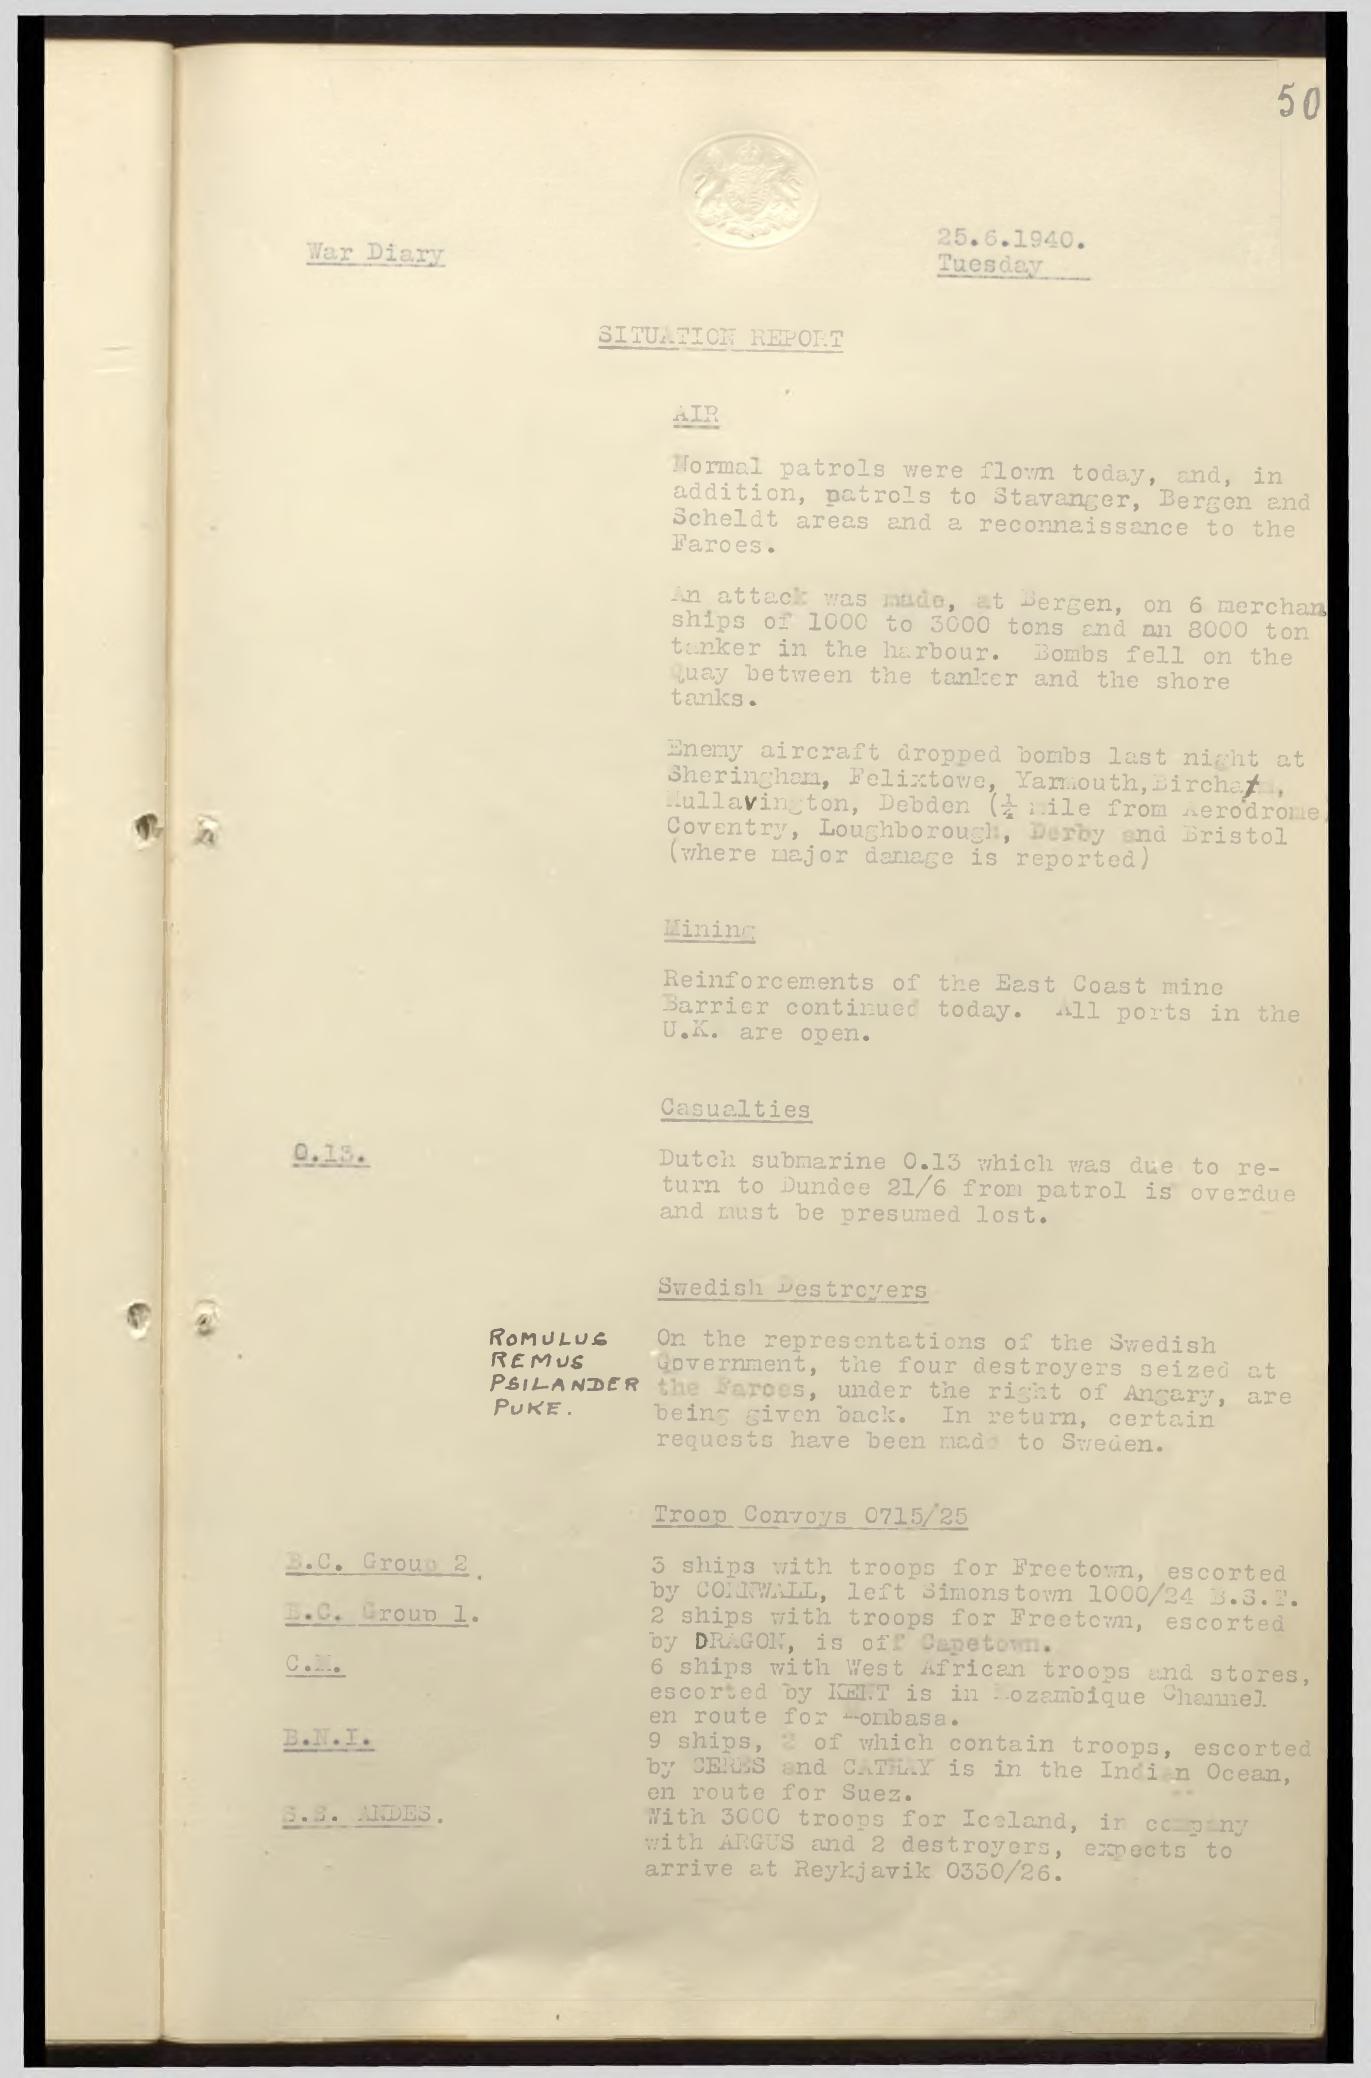 50
War Diary
25.6.1940.
Tuesday
SITUATION REPORT
AIR
Normal patrols were flown today, and, in
addition, patrols to Stavanger, Bergen and
Scheldt areas and a reconnaissance to the
Faroes.
An attack was made, at Bergen, on 6 merchan
ships of 1000 to 3000 tons and an 8000 ton
tanker in the harbour. Bombs fell on the
Quay between the tanker and the shore
tanks.
Enemy aircraft dropped bombs last night at
Sheringham, Felixtowe, Yarmouth,
Hullavington, Debden (¼ mile from Aerodrome,
Coventry, Loughborough, Derby and Bristol
(where major damage is reported)
Mining
Reinforcements of the East Coast mine
Barrier continued today. All ports in the
U.K. are open.
Casualties
O.13.
Dutch submarine O.13 which was due to re-
turn to Dundee 21/6 from patrol is overdue
and must be presumed lost.
Swedish Destroyers
ROMULUS
REMUS
PSILANDER
PUKE.
On the representations of the Swedish
Government, the four destroyers seized at
the Faroes, under the right of Angary, are
being given back. In return, certain
requests have been made to Sweden.
Troop Convoys 0715/25
B.C. Group 2.
3 ships with troops for Freetown, escorted
by CORNWALL, left Simonstown 1000/24 B.S.T.
B.C. Group 1.
2 ships with troops for Freetown, escorted
by DRAGON, is off Capetown.
C.M.
6 ships with West African troops and stores,
escorted by KENT is in Mozambique Channel
en route for Mombasa.
B.N.I.
9 ships, 2 of which contain troops, escorted
by CERES and CATHAY is in the Indian Ocean,
en route for Suez.
S.S. ANDES.
With 3000 troops for Iceland, in company
with ARGUS and 2 destroyers, expects to
arrive at Reykjavik 0330/26.